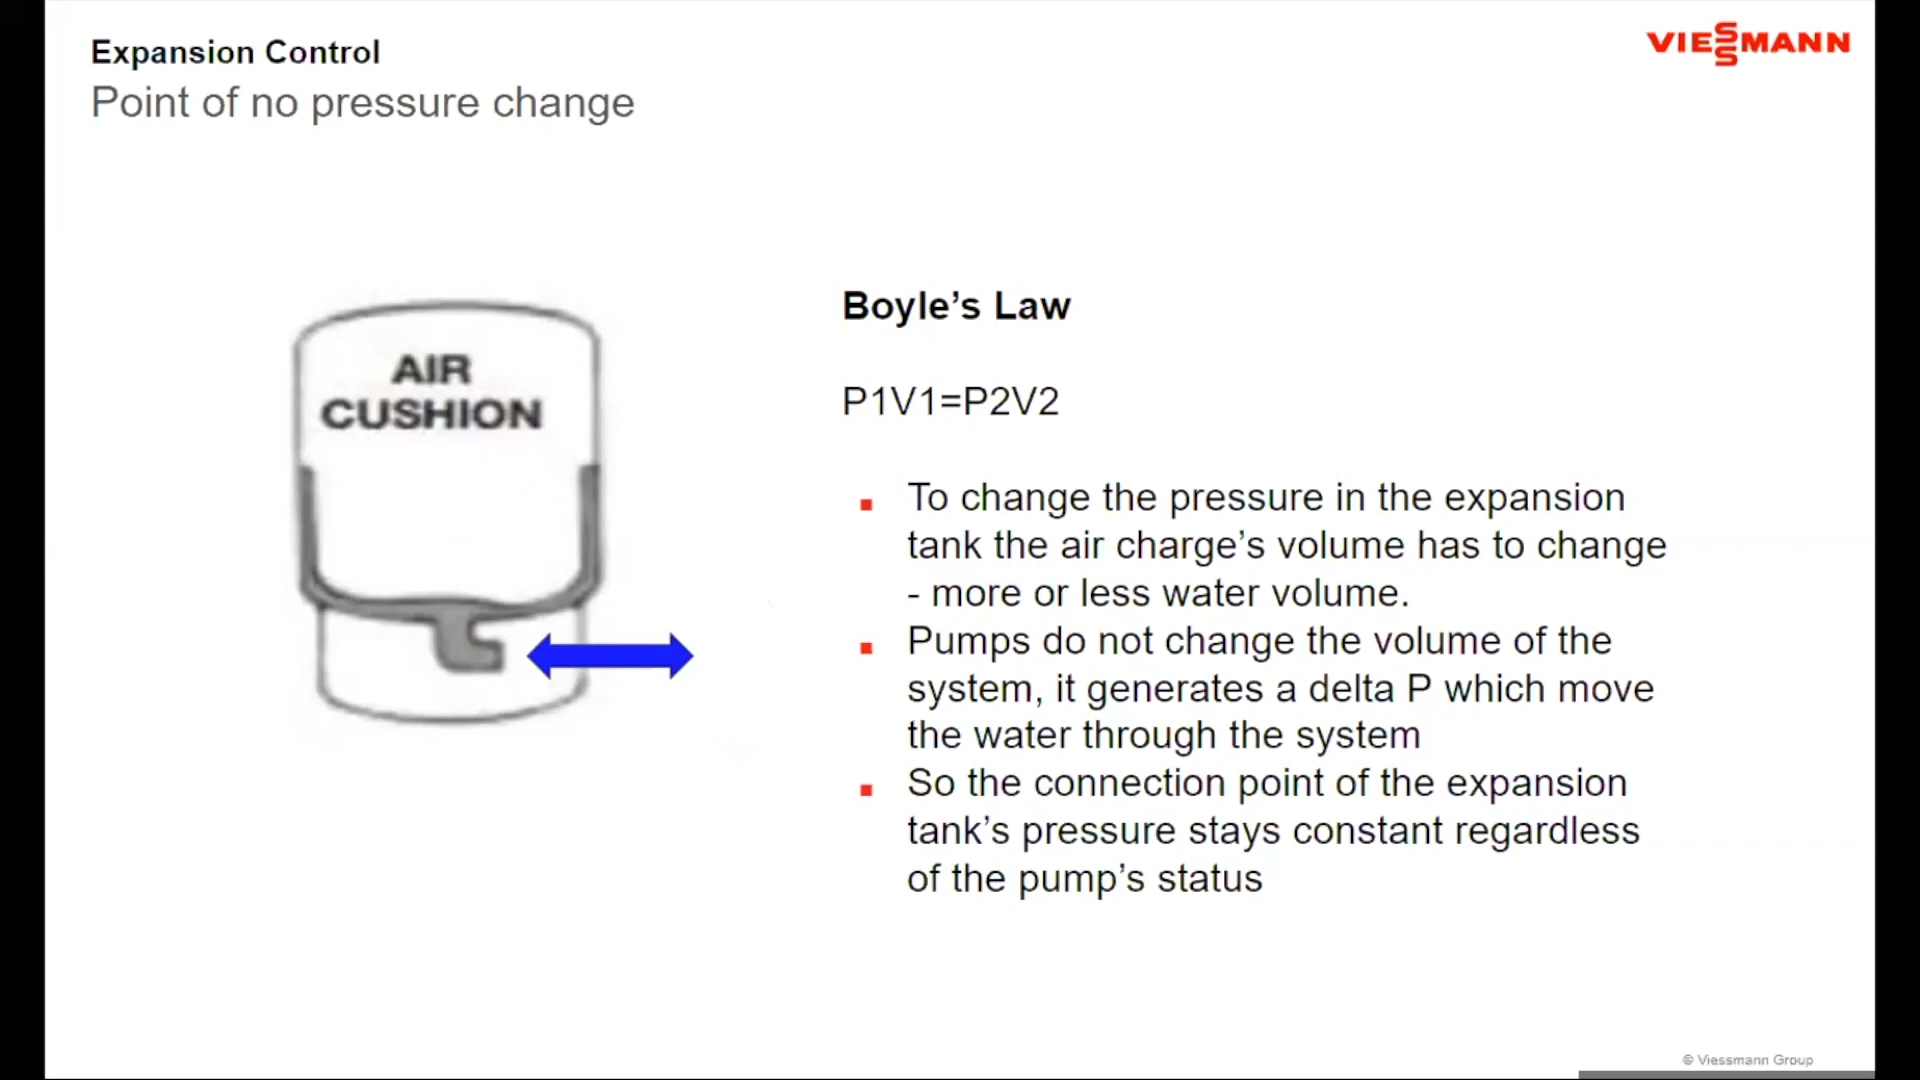 Expansion Control
VIESSMANN
Point of no pressure change
AIR
CUSHION
Boyle’s Law
P1V1=P2V2
To change the pressure in the expansion
tank the air charge’s volume has to change
- more or less water volume.
Pumps do not change the volume of the
system, it generates a delta P which move
the water through the system
So the connection point of the expansion
tank’s pressure stays constant regardless
of the pump’s status
© Viessmann Group